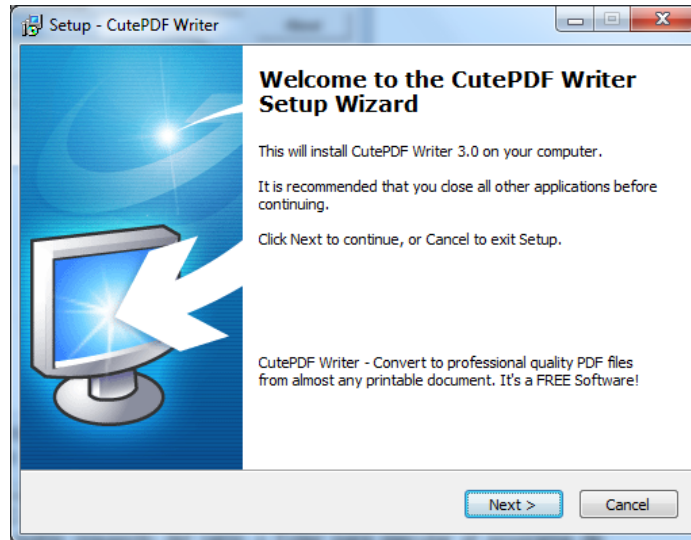 Setup - CutePDF Writer
Welcome to the CutePDF Writer
Setup Wizard
This will install CutePDF Writer 3.0 on your computer.
It is recommended that you close all other applications before
continuing.
Click Next to continue, or Cancel to exit Setup.
CutePDF Writer - Convert to professional quality PDF files
from almost any printable document. It's a FREE Software!
Next >
Cancel